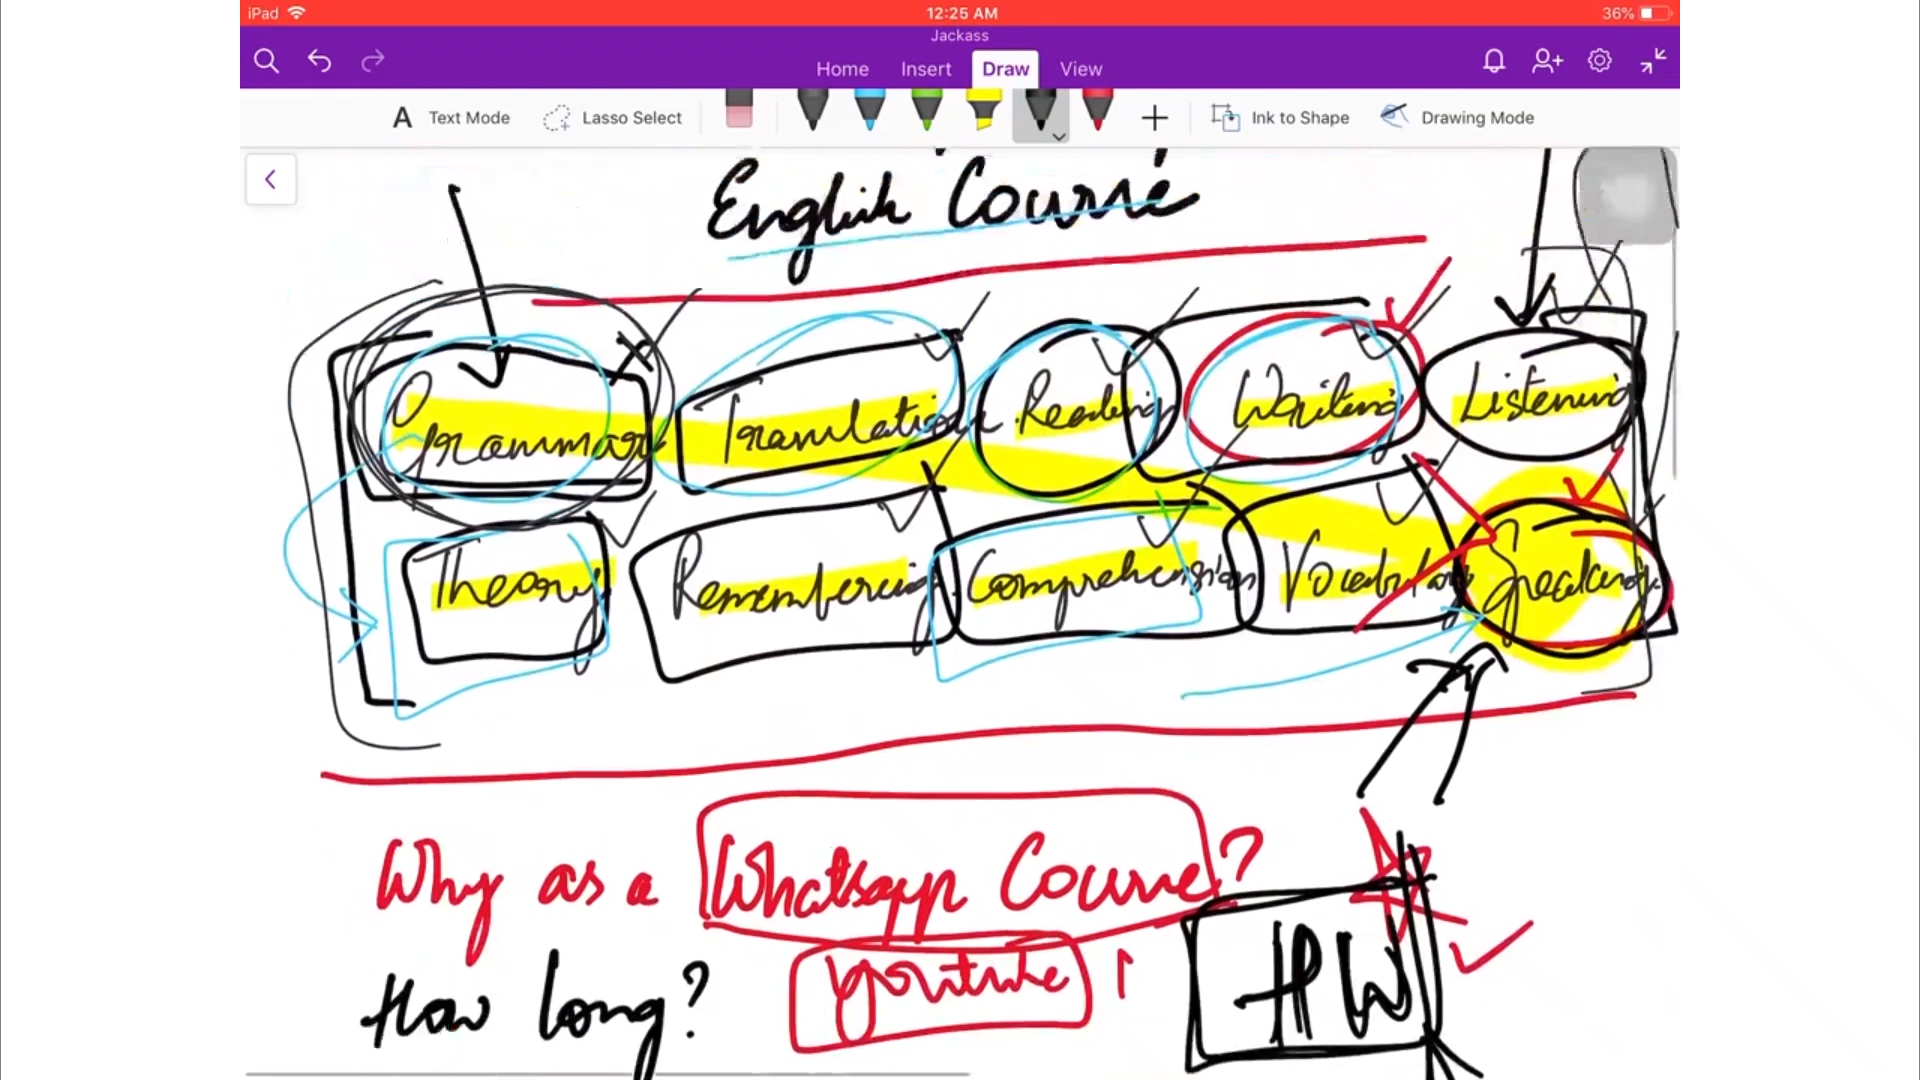 iPad 12:25 AM 36%
Jackass
Home Insert Draw View
A Text Mode Lasso Select Ink to Shape Drawing Mode
English Course
Grammar Translation Reading Writing Listening
Theory Remembering Comprehension Vocabulary Speaking
Why as a Whatsapp Course?
How long? youtube
HW